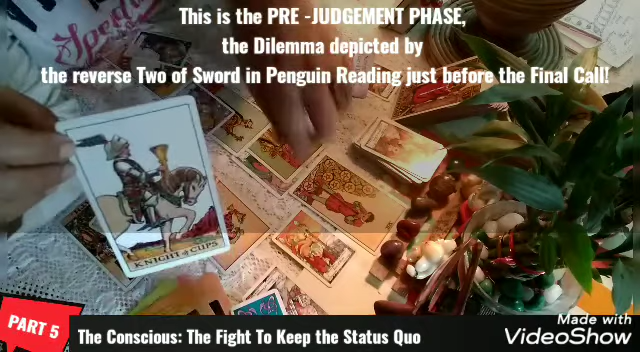 This is the PRE -JUDGEMENT PHASE,
the Dilemma depicted by
the reverse Two of Sword in Penguin Reading just before the Final Call!
KNIGHT of CUPS
PART 5
The Conscious: The Fight To Keep the Status Quo
Made with
VideoShow